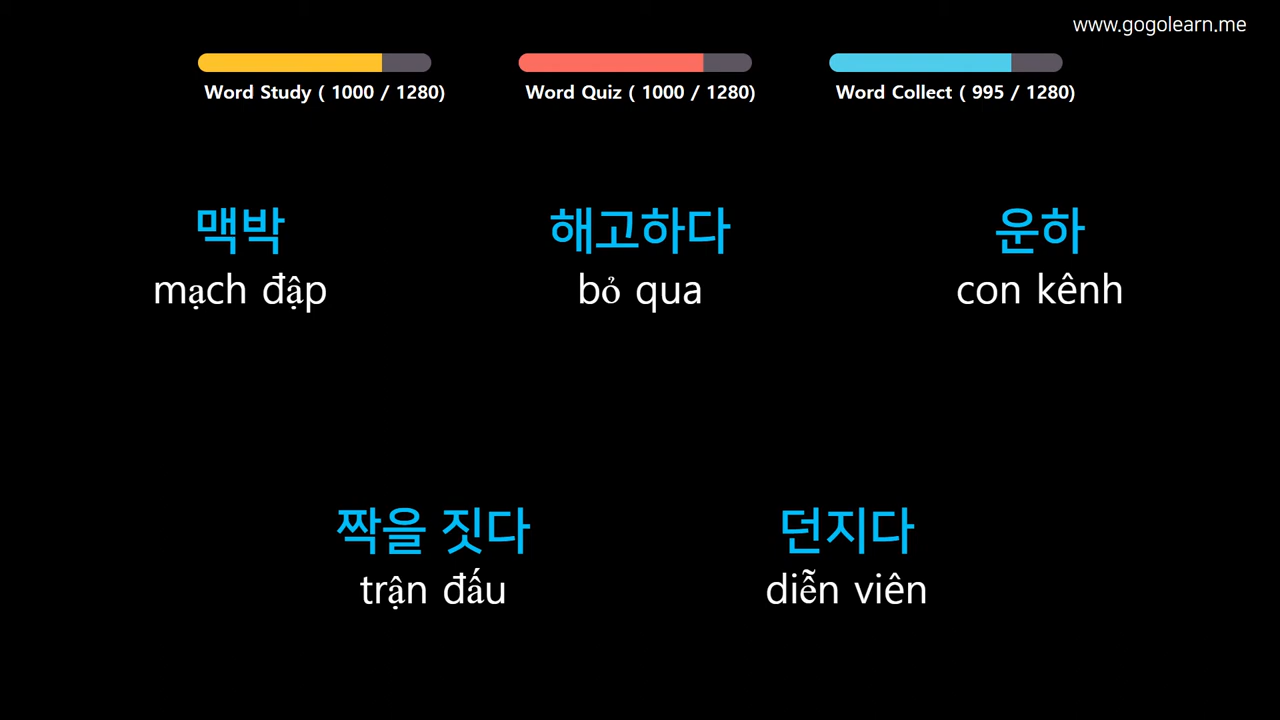 www.gogolearn.me
Word Study ( 1000 / 1280)
Word Quiz ( 1000 / 1280)
Word Collect ( 995 / 1280)
맥박
mạch đập
해고하다
bỏ qua
운하
con kênh
짝을 짓다
trận đấu
던지다
diễn viên